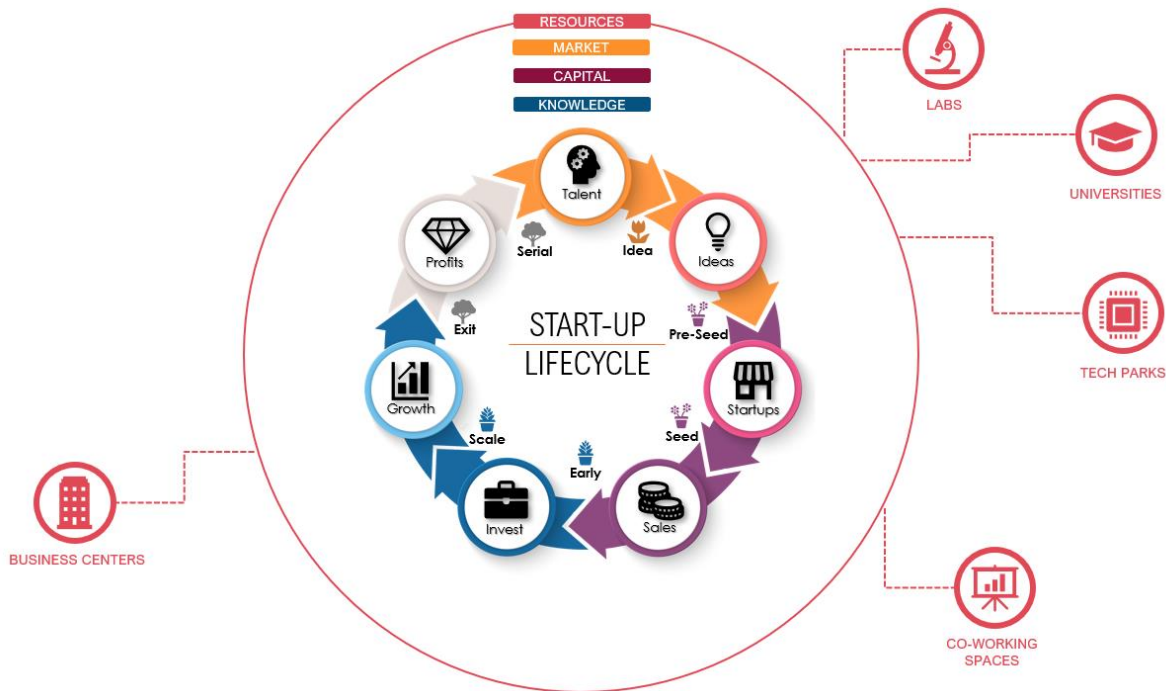 RESOURCES
MARKET
CAPITAL
KNOWLEDGE
LABS
UNIVERSITIES
TECH PARKS
CO-WORKING
SPACES
BUSINESS CENTERS
START-UP
LIFECYCLE
Talent
Idea
Ideas
Pre-Seed
Startups
Seed
Sales
Early
Invest
Scale
Growth
Exit
Profits
Serial